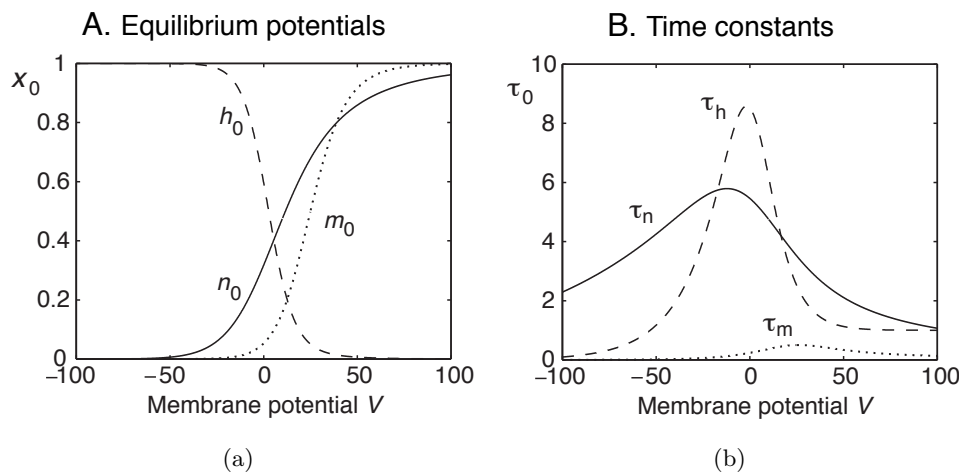 A. Equilibrium potentials
x₀
1
0.8
0.6
0.4
0.2
0
h₀
n₀
m₀
−100
−50
0
50
100
Membrane potential V
(a)
B. Time constants
τ₀
10
8
6
4
2
0
τₕ
τₙ
τₘ
−100
−50
0
50
100
Membrane potential V
(b)